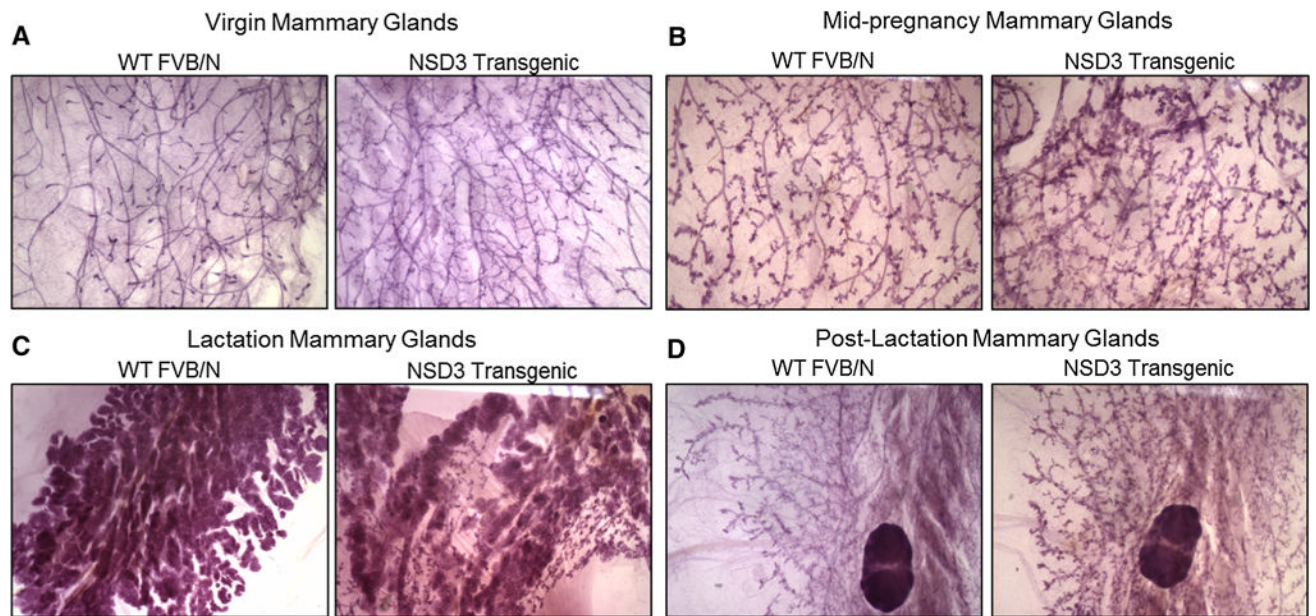 A
Virgin Mammary Glands
WT FVB/N
NSD3 Transgenic
B
Mid-pregnancy Mammary Glands
WT FVB/N
NSD3 Transgenic
C
Lactation Mammary Glands
WT FVB/N
NSD3 Transgenic
D
Post-Lactation Mammary Glands
WT FVB/N
NSD3 Transgenic